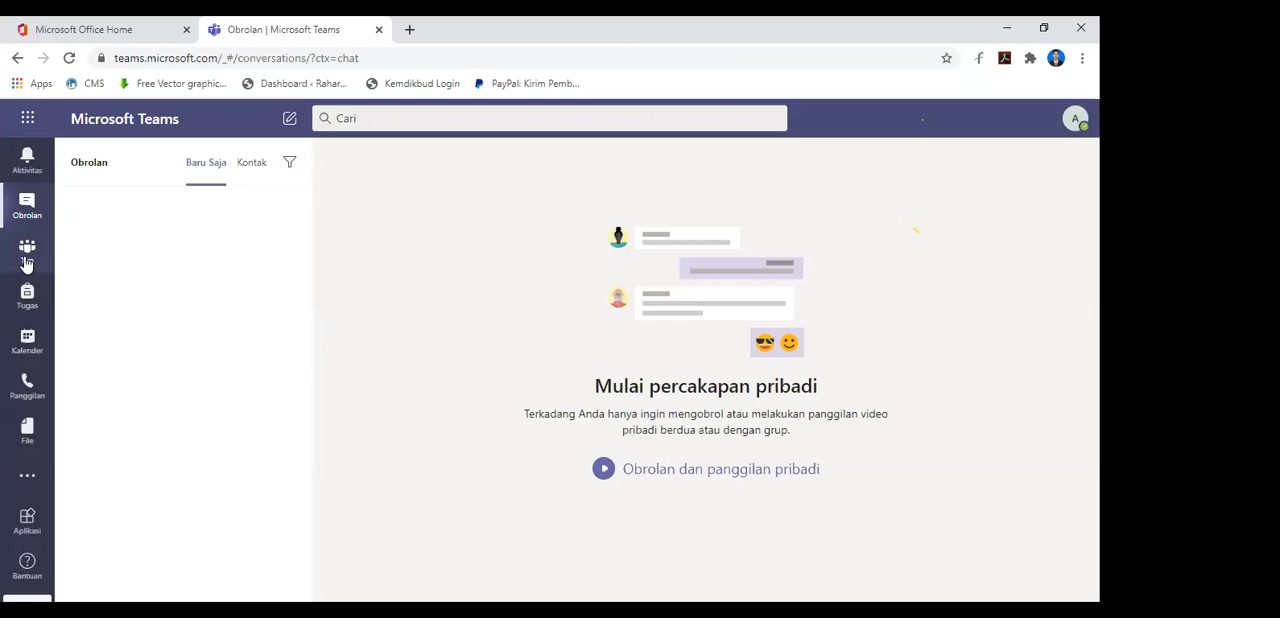 Microsoft Office Home
Obrolan | Microsoft Teams
teams.microsoft.com/_#/conversations/?ctx=chat
Apps
CMS
Free Vector graphic...
Dashboard ‹ Rahar...
Kemdikbud Login
PayPal: Kirim Pemb...
Microsoft Teams
Cari
A
Aktivitas
Obrolan
Baru Saja
Kontak
Obrolan
Tugas
Kalender
Panggilan
File
Aplikasi
Bantuan
Mulai percakapan pribadi
Terkadang Anda hanya ingin mengobrol atau melakukan panggilan video
pribadi berdua atau dengan grup.
Obrolan dan panggilan pribadi